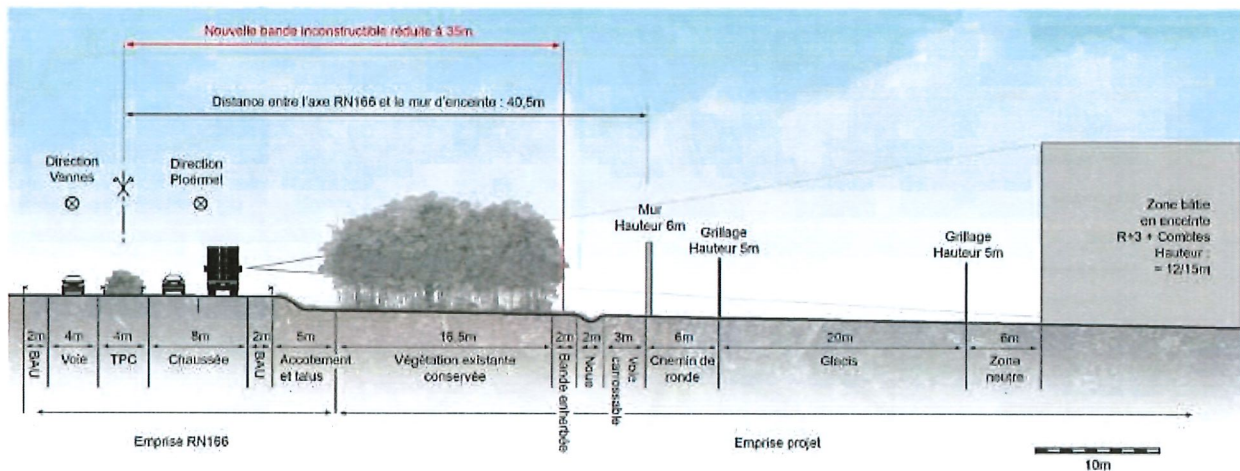 Nouvelle bande inconstructible réduite à 35m
Distance entre l'axe RN166 et le mur d'enceinte : 40,5m
Direction
Vannes
Direction
Ploërmel
Mur
Hauteur 6m
Grillage
Hauteur 5m
Grillage
Hauteur 5m
Zone bâtie
en enceinte
R+3 + Combles
Hauteur :
= 12/15m
2m
4m
4m
8m
2m
5m
16,5m
2m
2m
3m
6m
20m
6m
BAU
Voie
TPC
Chaussée
BAU
Accotement
et talus
Végétation existante
conservée
Bande enherbée
Noue
Voie
carrossable
Chemin de
ronde
Glacis
Zone
neutre
Emprise RN166
Emprise projet
10m